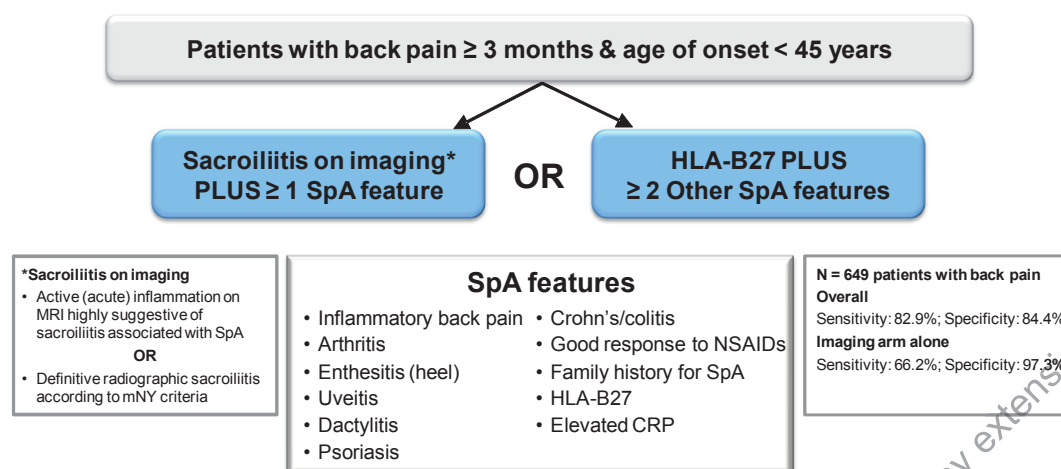 Patients with back pain ≥ 3 months & age of onset < 45 years
Sacroiliitis on imaging*
PLUS ≥ 1 SpA feature
OR
HLA-B27 PLUS
≥ 2 Other SpA features
*Sacroiliitis on imaging
• Active (acute) inflammation on
MRI highly suggestive of
sacroiliitis associated with SpA
OR
• Definitive radiographic sacroiliitis
according to mNY criteria
SpA features
• Inflammatory back pain
• Arthritis
• Enthesitis (heel)
• Uveitis
• Dactylitis
• Psoriasis
• Crohn's/colitis
• Good response to NSAIDs
• Family history for SpA
• HLA-B27
• Elevated CRP
N = 649 patients with back pain
Overall
Sensitivity: 82.9%; Specificity: 84.4%
Imaging arm alone
Sensitivity: 66.2%; Specificity: 97.3%